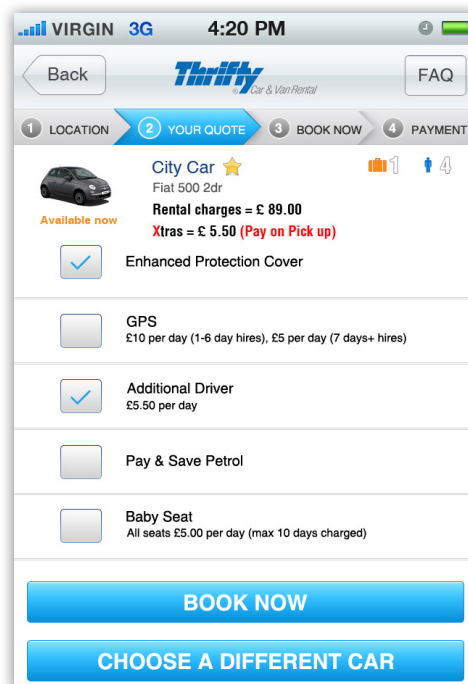 VIRGIN 3G 4:20 PM
Back Thrifty FAQ
® Car & Van Rental
1 LOCATION 2 YOUR QUOTE 3 BOOK NOW 4 PAYMENT
City Car 1 4
Fiat 500 2dr
Rental charges = £ 89.00
Available now
Xtras = £ 5.50 (Pay on Pick up)
Enhanced Protection Cover
GPS
£10 per day (1-6 day hires), £5 per day (7 days+ hires)
Additional Driver
£5.50 per day
Pay & Save Petrol
Baby Seat
All seats £5.00 per day (max 10 days charged)
BOOK NOW
CHOOSE A DIFFERENT CAR